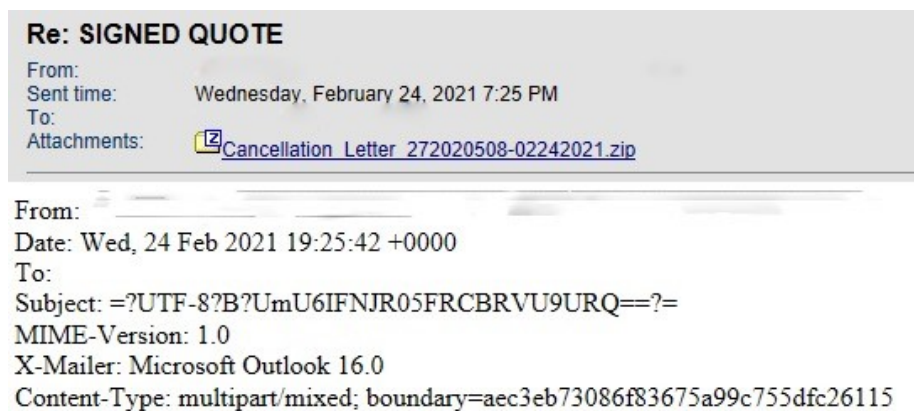 Re: SIGNED QUOTE
From:
Sent time: Wednesday, February 24, 2021 7:25 PM
To:
Attachments: Cancellation_Letter_272020508-02242021.zip
From:
Date: Wed, 24 Feb 2021 19:25:42 +0000
To:
Subject: =?UTF-8?B?UmU6IFNJR05FRCBRVU9URQ==?=
MIME-Version: 1.0
X-Mailer: Microsoft Outlook 16.0
Content-Type: multipart/mixed; boundary=aec3eb73086f83675a99c755dfc26115